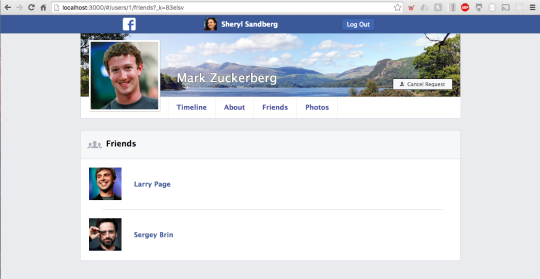 localhost:3000/#/users/1/friends?_k=83elsv
f
Sheryl Sandberg
Log Out
Mark Zuckerberg
Cancel Request
Timeline
About
Friends
Photos
Friends
Larry Page
Sergey Brin